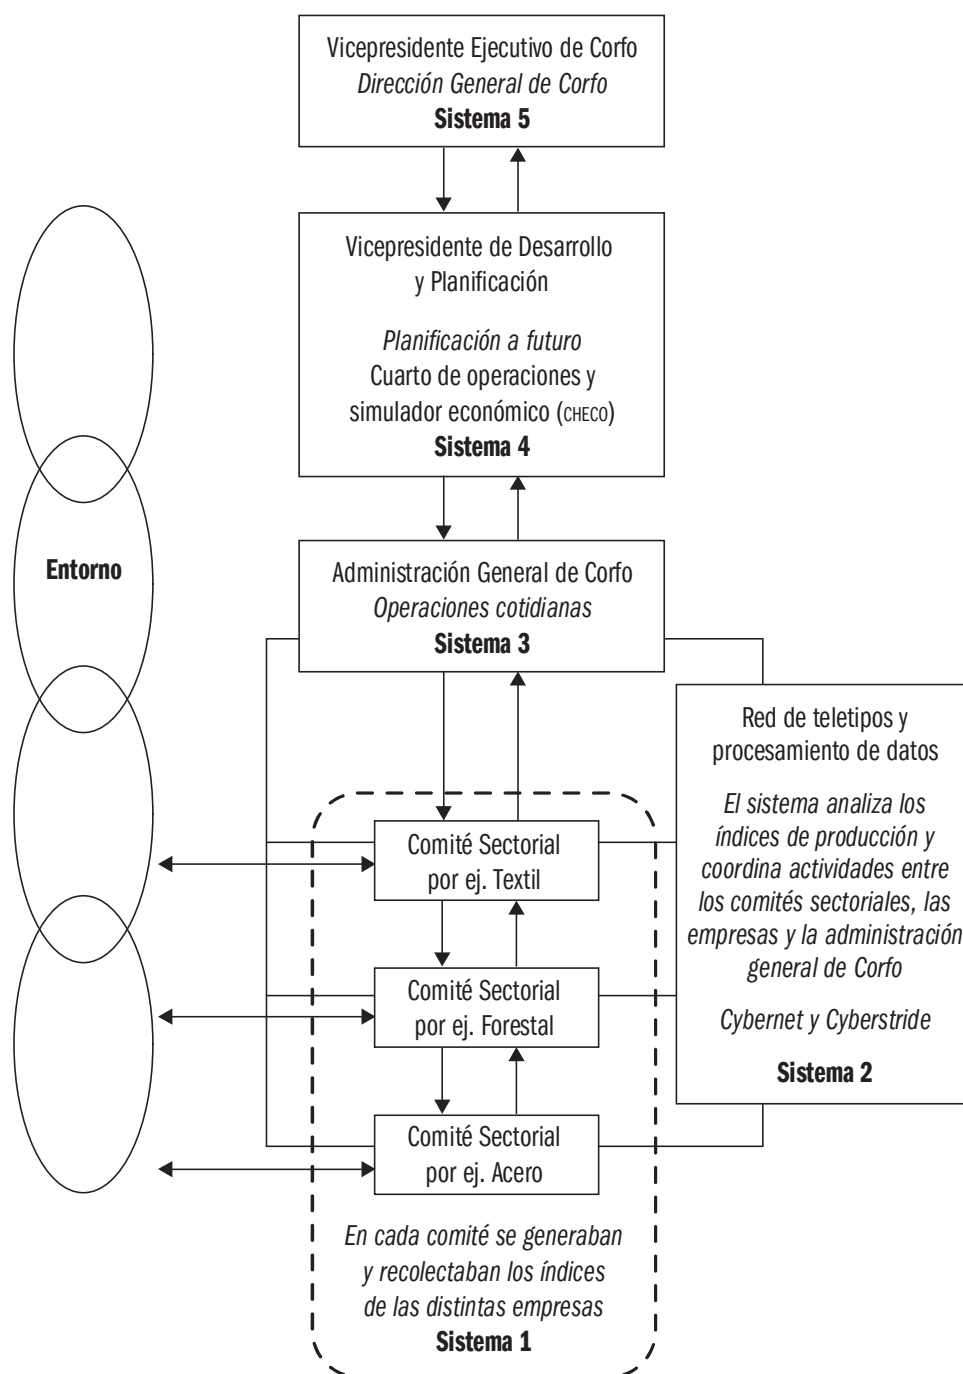 Vicepresidente Ejecutivo de Corfo
Dirección General de Corfo
Sistema 5
Vicepresidente de Desarrollo
y Planificación
Planificación a futuro
Cuarto de operaciones y
simulador económico (CHECO)
Sistema 4
Entorno
Administración General de Corfo
Operaciones cotidianas
Sistema 3
Red de teletipos y
procesamiento de datos
El sistema analiza los
índices de producción y
coordina actividades entre
los comités sectoriales, las
empresas y la administración
general de Corfo
Cybernet y Cyberstride
Sistema 2
Comité Sectorial
por ej. Textil
Comité Sectorial
por ej. Forestal
Comité Sectorial
por ej. Acero
En cada comité se generaban
y recolectaban los índices
de las distintas empresas
Sistema 1